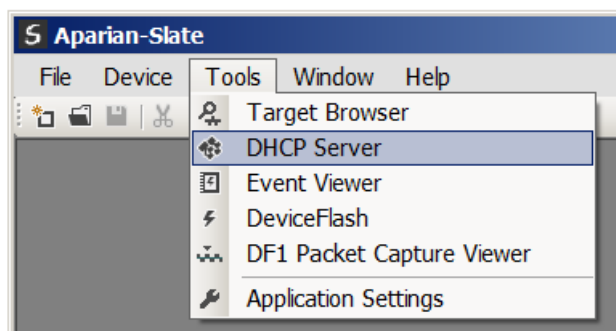 Aparian-Slate
File Device Tools Window Help
Target Browser
DHCP Server
Event Viewer
DeviceFlash
DF1 Packet Capture Viewer
Application Settings